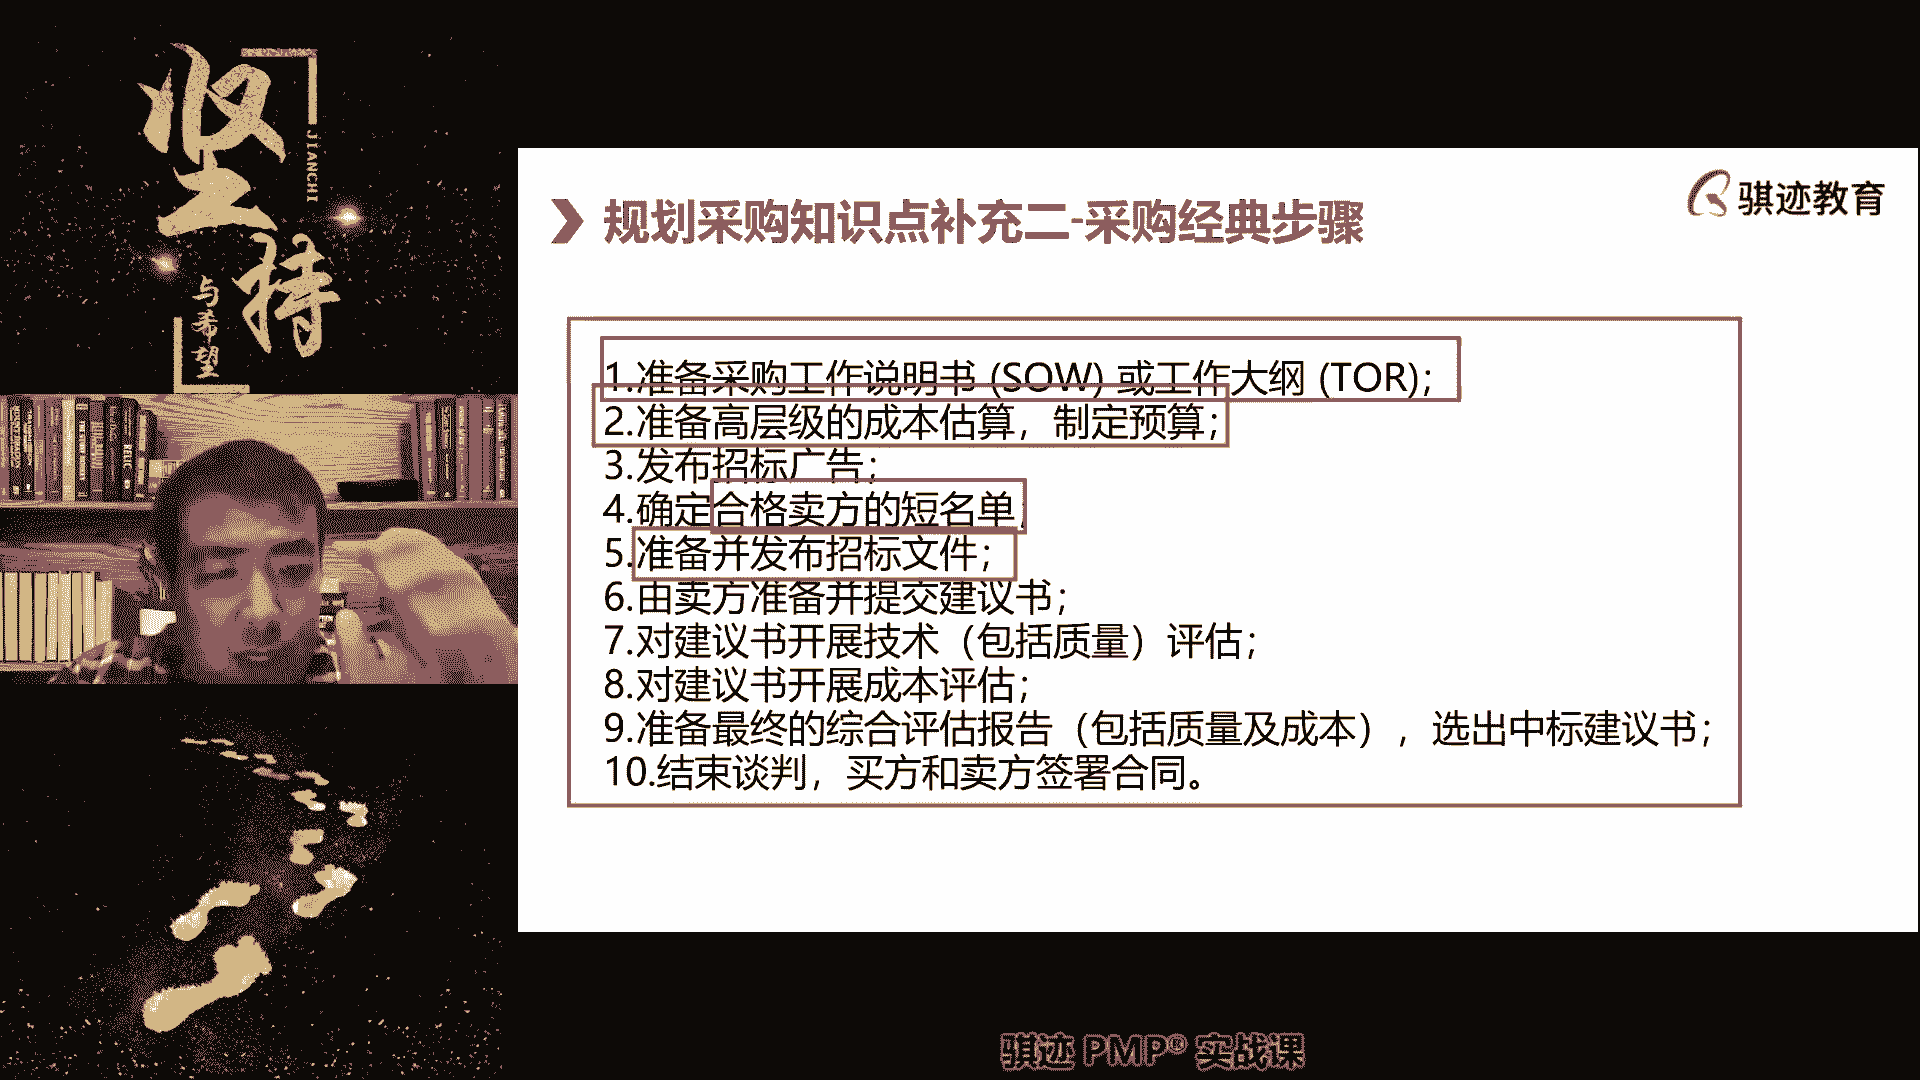 坚持
JIANCHI
与希望
骐迹教育
规划采购知识点补充二-采购经典步骤
1.准备采购工作说明书 (SOW) 或工作大纲 (TOR);
2.准备高层级的成本估算，制定预算;
3.发布招标广告;
4.确定合格卖方的短名单;
5.准备并发布招标文件;
6.由卖方准备并提交建议书;
7.对建议书开展技术（包括质量）评估;
8.对建议书开展成本评估;
9.准备最终的综合评估报告（包括质量及成本），选出中标建议书;
10.结束谈判，买方和卖方签署合同。
骐迹 PMP® 实战课